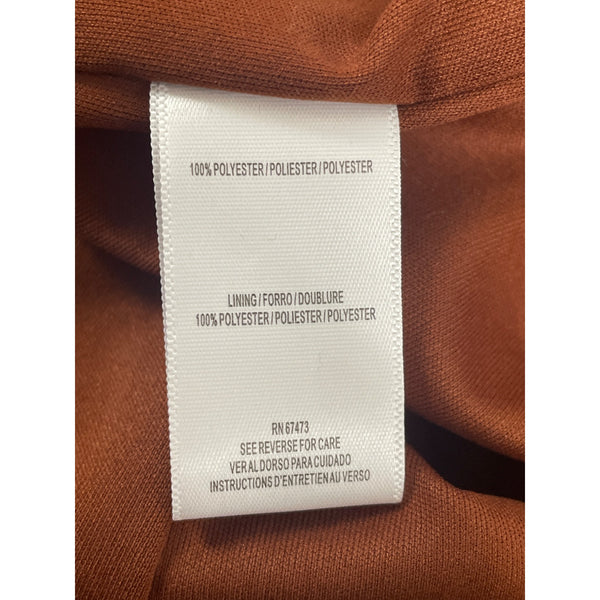 100% POLYESTER / POLIESTER / POLYESTER
LINING / FORRO / DOUBLURE
100% POLYESTER / POLIESTER / POLYESTER
RN 67473
SEE REVERSE FOR CARE
VER AL DORSO PARA CUIDADO
INSTRUCTIONS D'ENTRETIEN AU VERSO